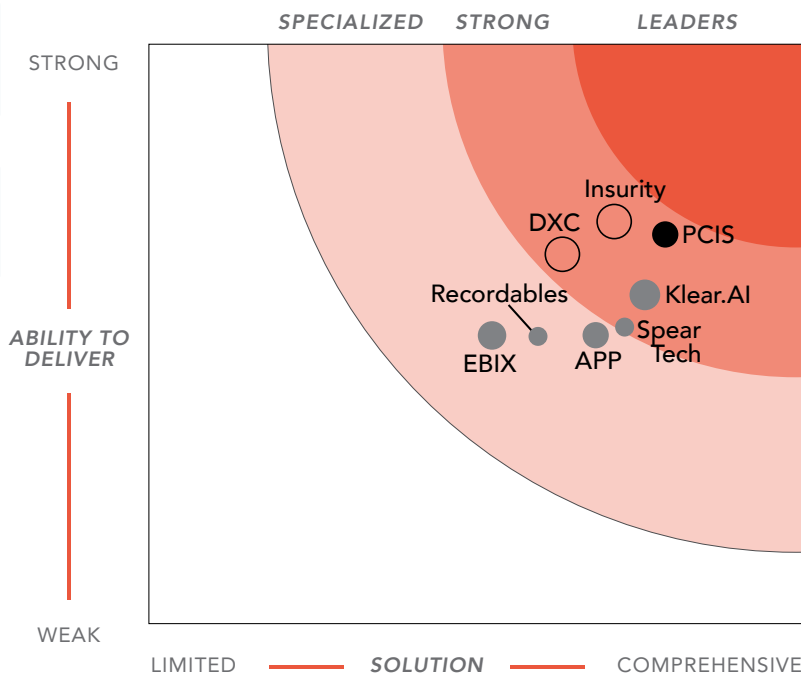 SPECIALIZED STRONG LEADERS
STRONG
Insurity
DXC
PCIS
Recordables
Klear.AI
ABILITY TO
DELIVER
EBIX
APP
Spear
Tech
WEAK
LIMITED SOLUTION COMPREHENSIVE